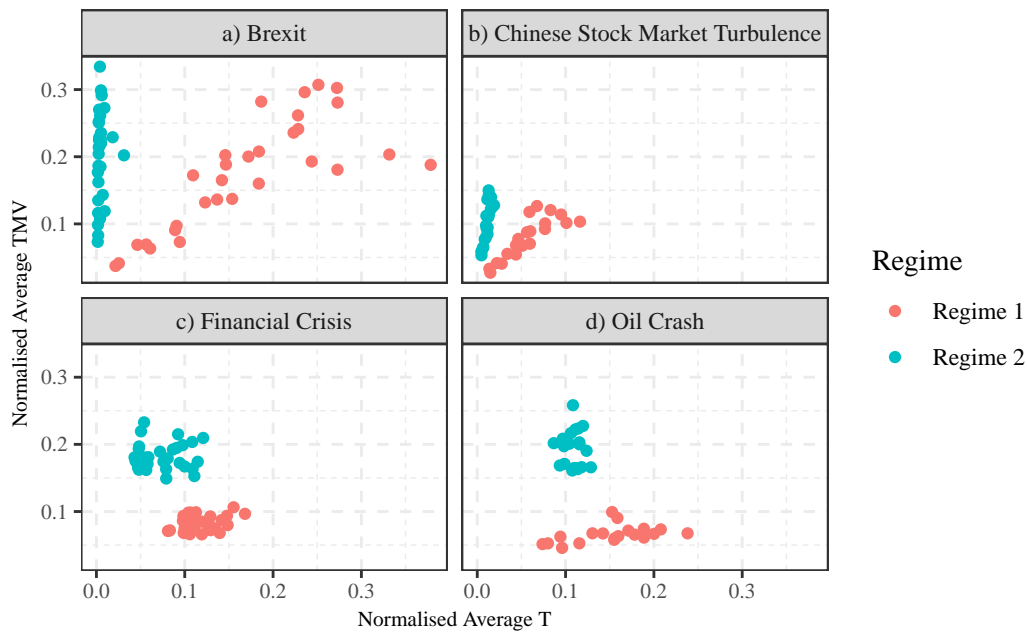 a) Brexit
b) Chinese Stock Market Turbulence
0.3
0.2
0.1
c) Financial Crisis
d) Oil Crash
0.3
0.2
0.1
0.0 0.1 0.2 0.3
0.0 0.1 0.2 0.3
Normalised Average T
Normalised Average TMV
Regime
Regime 1
Regime 2